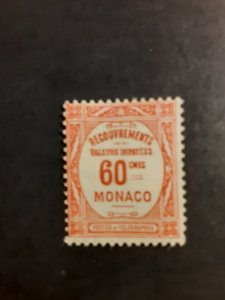 RECOUVREMENTS
VALEURS IMPAYÉES
60 CMES
MONACO
POSTES ET TÉLÉGRAPHES